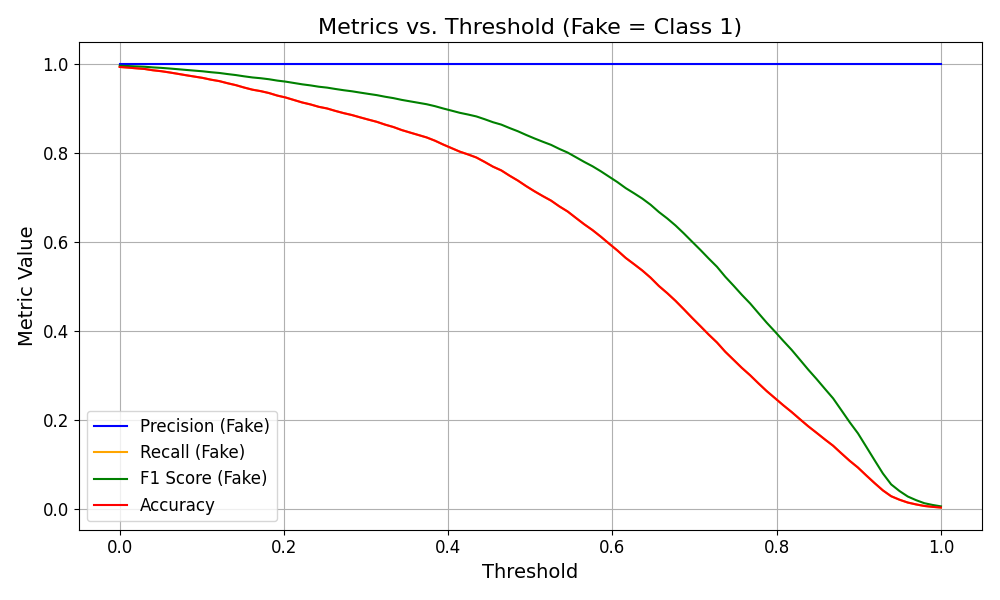 Metrics vs. Threshold (Fake = Class 1)
Metric Value
1.0
0.8
0.6
0.4
0.2
0.0
Precision (Fake)
Recall (Fake)
F1 Score (Fake)
Accuracy
0.0 0.2 0.4 0.6 0.8 1.0
Threshold